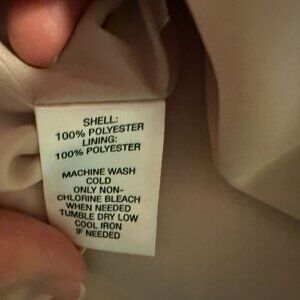 SHELL:
100% POLYESTER
LINING:
100% POLYESTER
MACHINE WASH
COLD
ONLY NON-
CHLORINE BLEACH
WHEN NEEDED
TUMBLE DRY LOW
COOL IRON
IF NEEDED